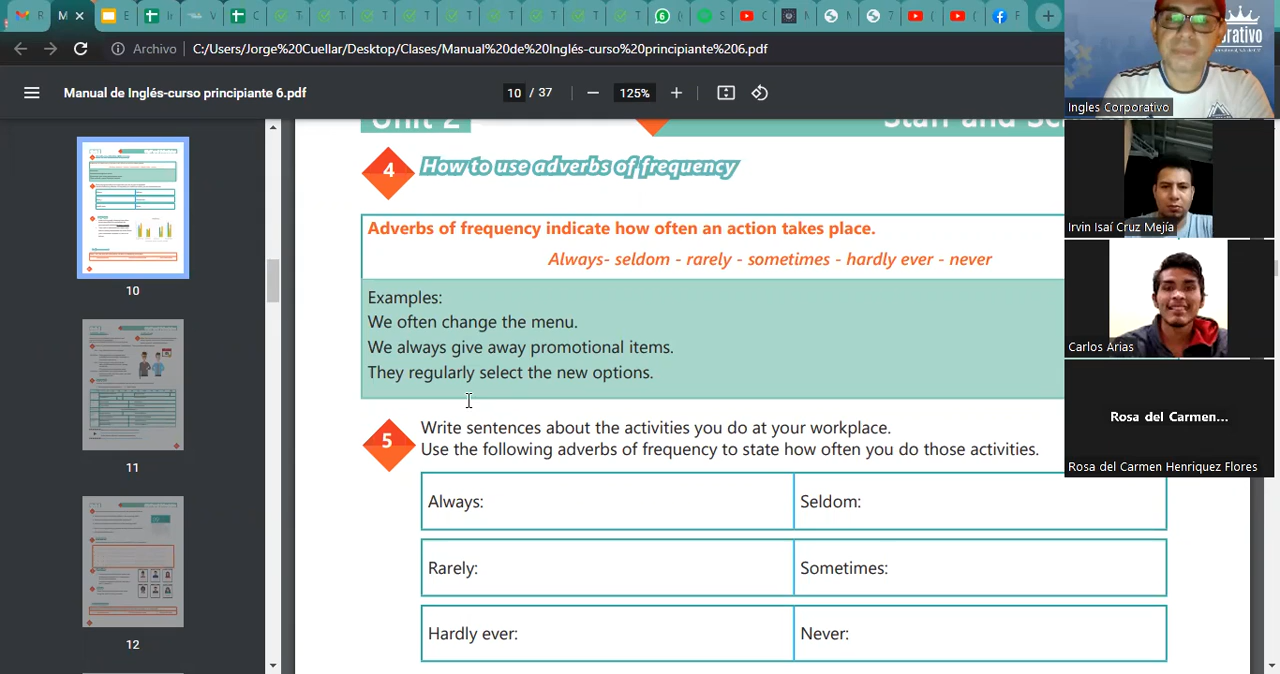 Archivo
C:/Users/Jorge%20Cuellar/Desktop/Clases/Manual%20de%20Inglés-curso%20principiante%206.pdf
Manual de Inglés-curso principiante 6.pdf
10 / 37
125%
orativo
Ingles Corporativo
Irvin Isaí Cruz Mejía
Carlos Arias
Rosa del Carmen...
Rosa del Carmen Henriquez Flores
10
11
12
Unit 2
Staff and Sc
4
How to use adverbs of frequency
Adverbs of frequency indicate how often an action takes place.
Always- seldom - rarely - sometimes - hardly ever - never
Examples:
We often change the menu.
We always give away promotional items.
They regularly select the new options.
5
Write sentences about the activities you do at your workplace.
Use the following adverbs of frequency to state how often you do those activities.
Always:
Seldom:
Rarely:
Sometimes:
Hardly ever:
Never: